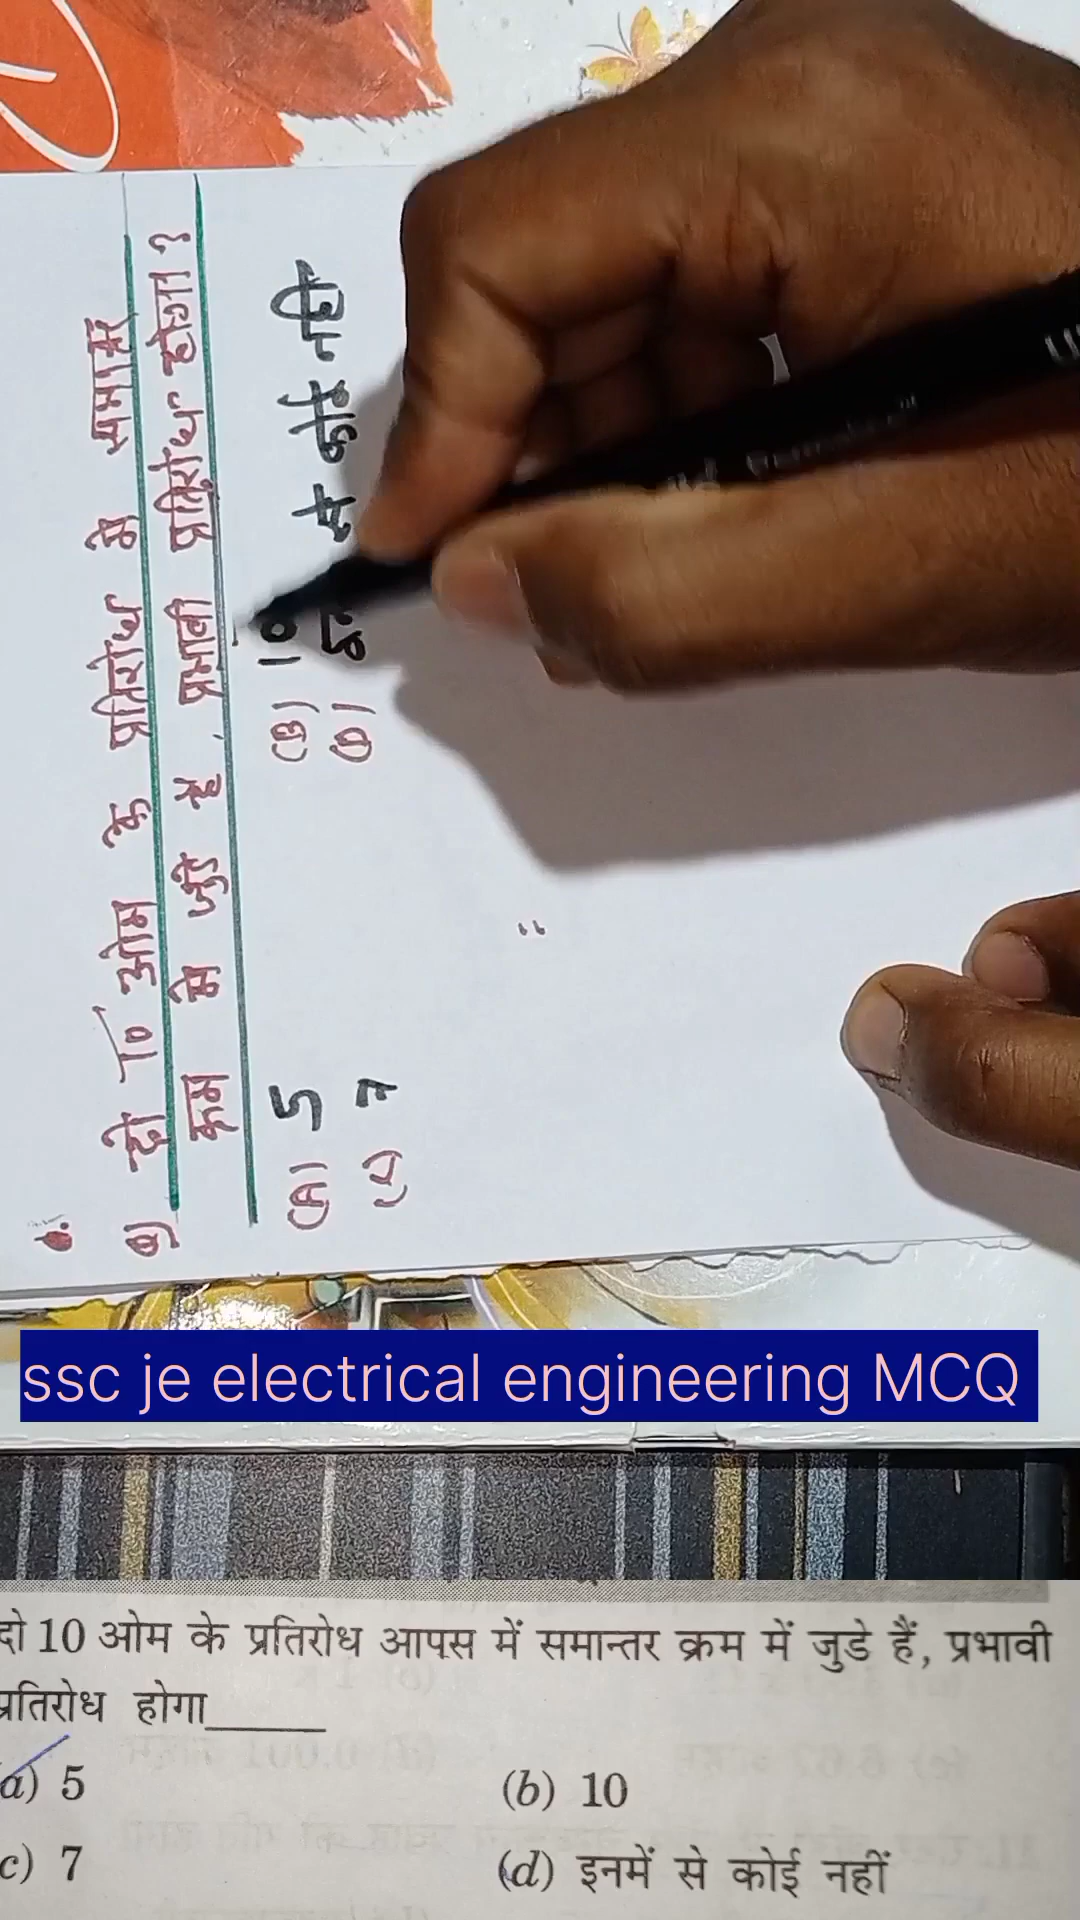 Q) दो 10 ओम के प्रतिरोध मे समान्तर
क्रम मे जुड़े है, प्रभावी प्रतिरोध होगा?
(A) 5 (B) 10
(C) 7 (D) में कोई नही
ssc je electrical engineering MCQ
दो 10 ओम के प्रतिरोध आपस में समान्तर क्रम में जुडे हैं, प्रभावी
प्रतिरोध होगा______
a) 5 (b) 10
c) 7 (d) इनमें से कोई नहीं